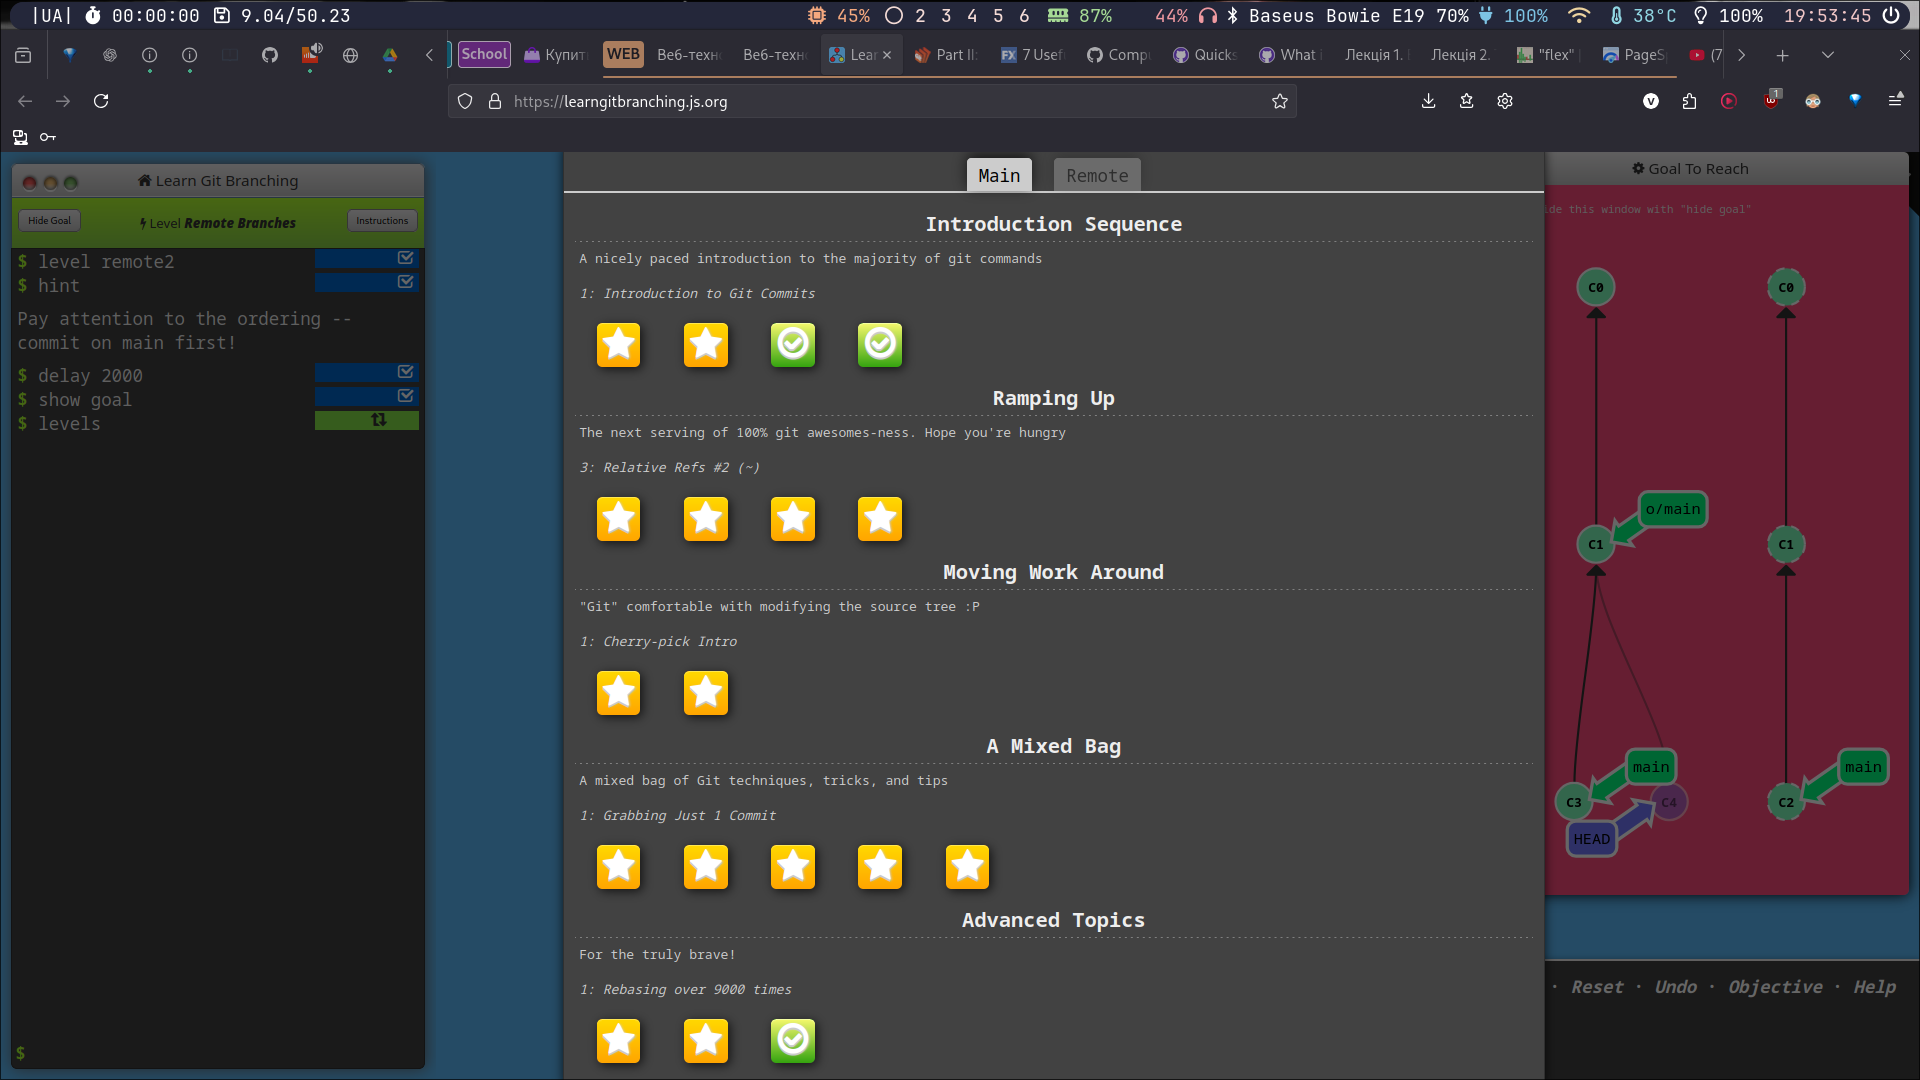 |UA| 00:00:00 9.04/50.23 45% 2 3 4 5 6 87% 44% Baseus Bowie E19 70% 100% 38°C 100% 19:53:45
School Купит WEB Веб-техн Веб-техн Lear Part II: 7 Usef Compu Quicks What i Лекція 1. Лекція 2. "flex" PageSp (7
https://learngitbranching.js.org
1
Learn Git Branching
Hide Goal
Level Remote Branches
Instructions
$ level remote2
$ hint
Pay attention to the ordering --
commit on main first!
$ delay 2000
$ show goal
$ levels
$
Main
Remote
Introduction Sequence
A nicely paced introduction to the majority of git commands
1: Introduction to Git Commits
Ramping Up
The next serving of 100% git awesomes-ness. Hope you're hungry
3: Relative Refs #2 (~)
Moving Work Around
"Git" comfortable with modifying the source tree :P
1: Cherry-pick Intro
A Mixed Bag
A mixed bag of Git techniques, tricks, and tips
1: Grabbing Just 1 Commit
Advanced Topics
For the truly brave!
1: Rebasing over 9000 times
Goal To Reach
ide this window with "hide goal"
C0
C0
o/main
C1
C1
main
main
C3
C4
C2
HEAD
· Reset · Undo · Objective · Help